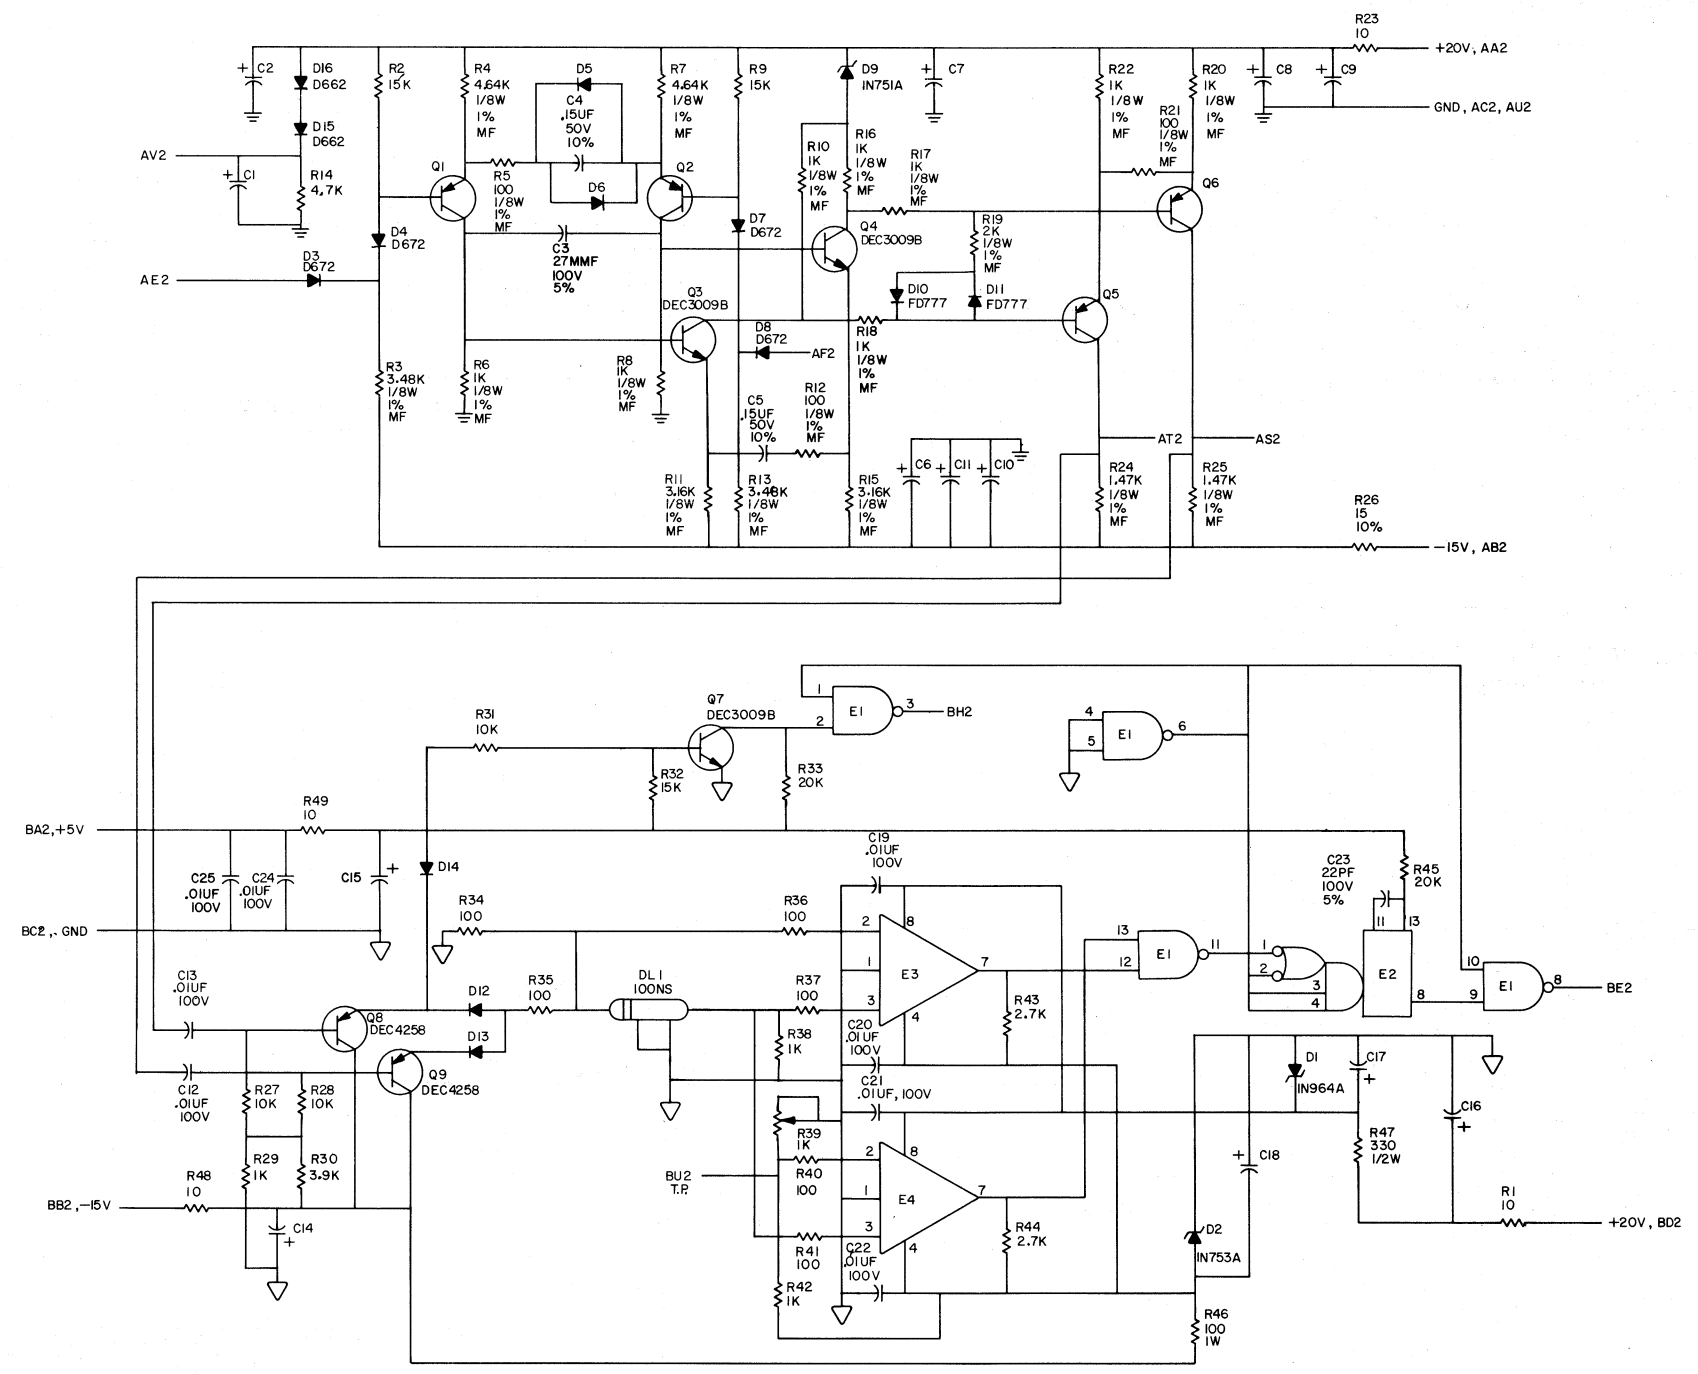 R23
10
+20V, AA2
C2
+
D16
D662
R2
15K
R4
4.64K
1/8W
1%
MF
D5
C4
.15UF
50V
10%
R7
4.64K
1/8W
1%
MF
R9
15K
D9
IN751A
+
C7
R22
1K
1/8W
1%
MF
R20
1K
1/8W
1%
MF
+
C8
+
C9
GND, AC2, AU2
D15
D662
R21
100
1/8W
1%
MF
AV2
+
C1
R14
4.7K
Q1
R5
100
1/8W
1%
MF
D6
Q2
R10
1K
1/8W
1%
MF
R16
1K
1/8W
1%
MF
R17
1K
1/8W
1%
MF
Q6
D4
D672
C3
27MMF
100V
5%
D7
D672
Q4
DEC3009B
R19
2K
1/8W
1%
MF
D3
D672
AE2
Q3
DEC3009B
D10
FD777
D11
FD777
Q5
D8
D672
AF2
R18
1K
1/8W
1%
MF
R3
3.48K
1/8W
1%
MF
R6
1K
1/8W
1%
MF
R8
1K
1/8W
1%
MF
C5
.15UF
50V
10%
R12
100
1/8W
1%
MF
AT2
AS2
+
C6
+
C11
+
C10
R11
3.16K
1/8W
1%
MF
R13
3.48K
1/8W
1%
MF
R15
3.16K
1/8W
1%
MF
R24
1.47K
1/8W
1%
MF
R25
1.47K
1/8W
1%
MF
R26
15
10%
-15V, AB2
1
2
E1
3
BH2
Q7
DEC3009B
R31
10K
4
5
E1
6
R32
15K
R33
20K
R49
10
BA2,+5V
C25
.01UF
100V
C24
.01UF
100V
C15
+
D14
C19
.01UF
100V
C23
22PF
100V
5%
R45
20K
11
13
BC2,-GND
R34
100
R36
100
2
8
1
E3
7
3
4
13
12
E1
11
1
2
3
4
E2
8
10
9
E1
8
BE2
C13
.01UF
100V
D12
R35
100
DL1
100NS
R37
100
R43
2.7K
Q8
DEC4258
D13
R38
1K
C20
.01UF
100V
Q9
DEC4258
C12
.01UF
100V
R27
10K
R28
10K
C21
.01UF, 100V
D1
IN964A
C17
+
C16
+
R39
1K
R47
330
1/2W
R29
1K
R30
3.9K
R48
10
BB2,-15V
C14
+
BU2
T.P.
R40
100
2
8
1
E4
7
3
4
R41
100
C22
.01UF
100V
R42
1K
R44
2.7K
+
C18
D2
IN753A
R1
10
+20V, BD2
R46
100
1W